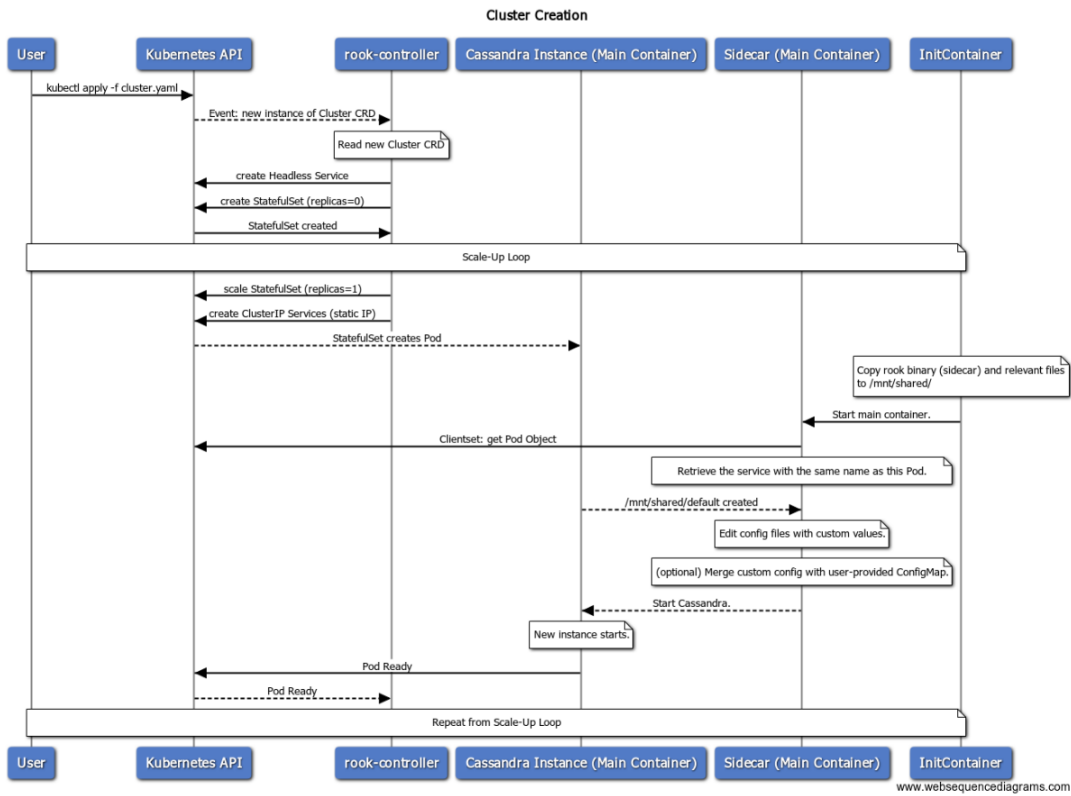 Cluster Creation
User
Kubernetes API
rook-controller
Cassandra Instance (Main Container)
Sidecar (Main Container)
InitContainer
kubectl apply -f cluster.yaml
Event: new instance of Cluster CRD
Read new Cluster CRD
create Headless Service
create StatefulSet (replicas=0)
StatefulSet created
Scale-Up Loop
scale StatefulSet (replicas=1)
create ClusterIP Services (static IP)
StatefulSet creates Pod
Copy rook binary (sidecar) and relevant files
to /mnt/shared/
Start main container.
Clientset: get Pod Object
Retrieve the service with the same name as this Pod.
/mnt/shared/default created
Edit config files with custom values.
(optional) Merge custom config with user-provided ConfigMap.
Start Cassandra.
New instance starts.
Pod Ready
Pod Ready
Repeat from Scale-Up Loop
User
Kubernetes API
rook-controller
Cassandra Instance (Main Container)
Sidecar (Main Container)
InitContainer
www.websequencediagrams.com